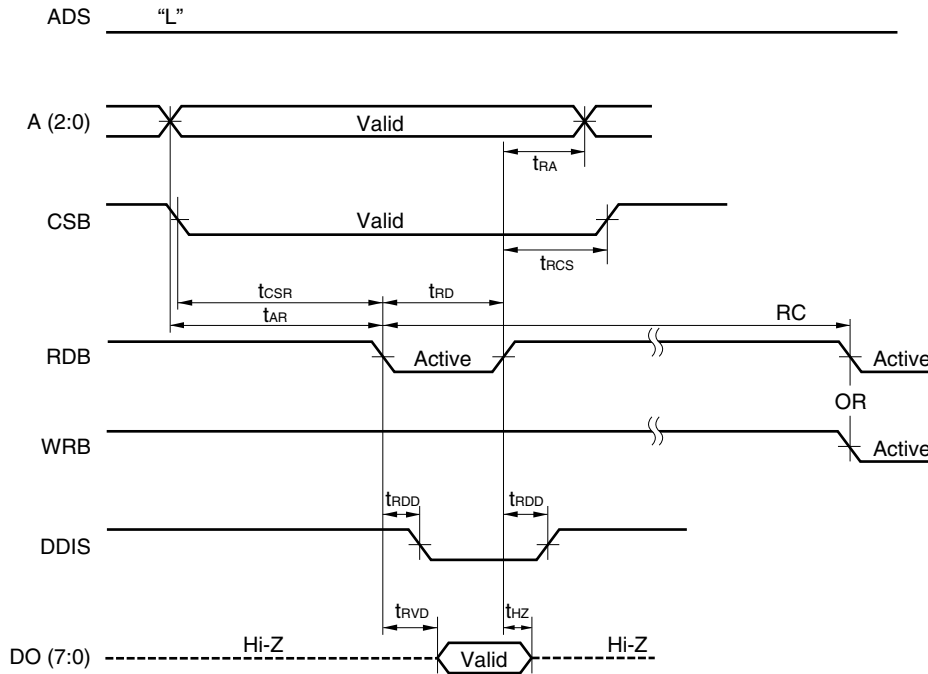 ADS “L”
A (2:0) Valid
tRA
CSB Valid
tRCS
tCSR tRD
tAR RC
RDB Active Active
OR
WRB Active
tRDD tRDD
DDIS
tRVD tHZ
Hi-Z Hi-Z
DO (7:0) Valid